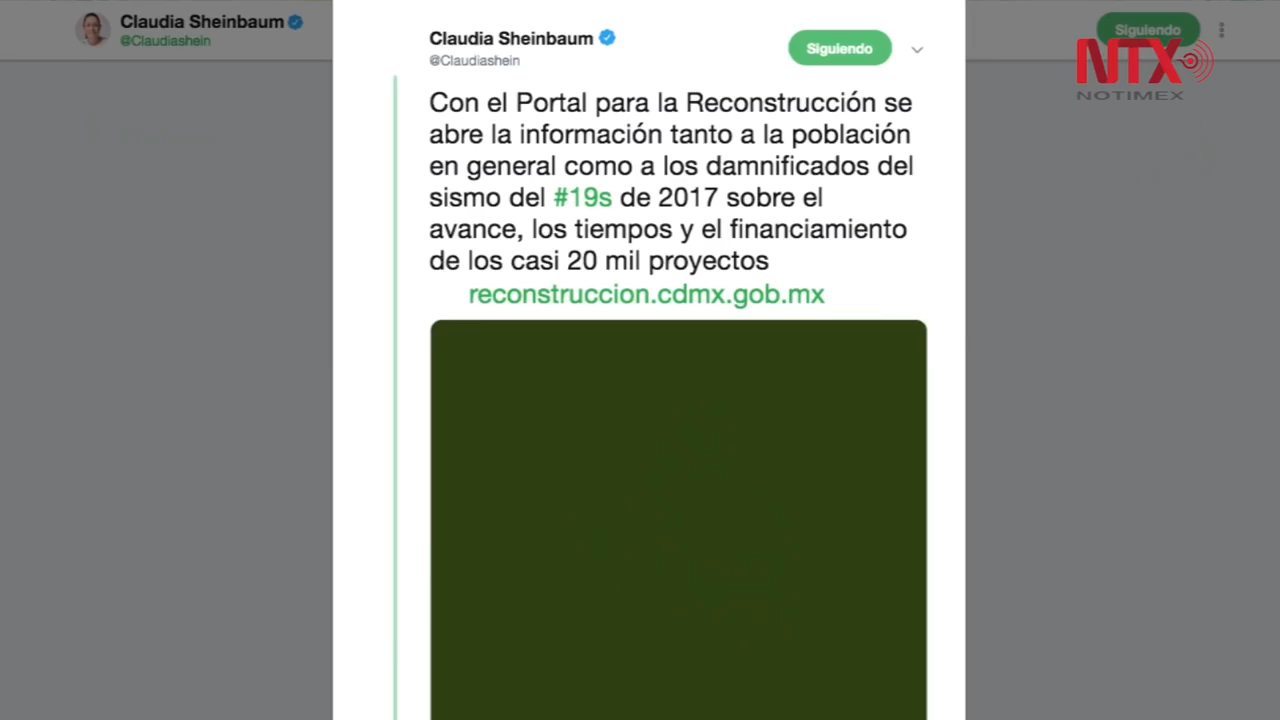 Claudia Sheinbaum
@Claudiashein
Siguiendo
NTX
NOTIMEX
Claudia Sheinbaum
@Claudiashein
Siguiendo
Con el Portal para la Reconstrucción se
abre la información tanto a la población
en general como a los damnificados del
sismo del #19s de 2017 sobre el
avance, los tiempos y el financiamiento
de los casi 20 mil proyectos
reconstruccion.cdmx.gob.mx